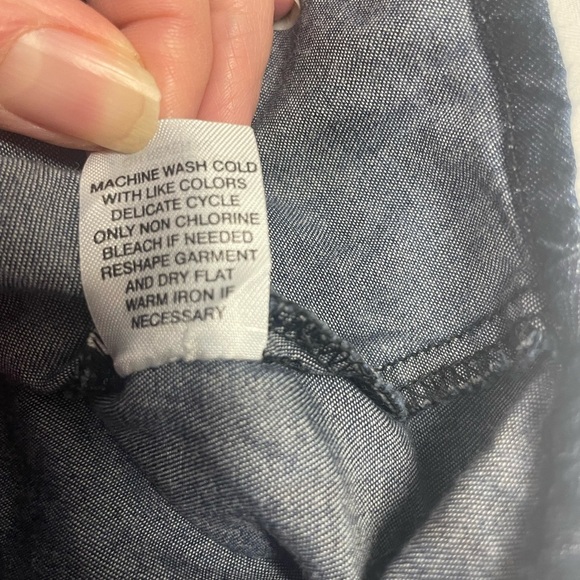 MACHINE WASH COLD
WITH LIKE COLORS
DELICATE CYCLE
ONLY NON CHLORINE
BLEACH IF NEEDED
RESHAPE GARMENT
AND DRY FLAT
WARM IRON IF
NECESSARY